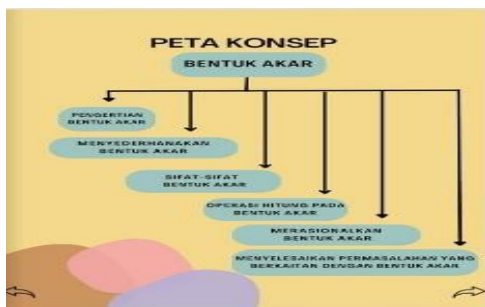 PETA KONSEP
BENTUK AKAR
PENGERTIAN
BENTUK AKAR
MENYEDERHANAKAN
BENTUK AKAR
SIFAT-SIFAT
BENTUK AKAR
OPERASI HITUNG PADA
BENTUK AKAR
MERASIONALKAN
BENTUK AKAR
MENYELESAIKAN PERMASALAHAN YANG
BERKAITAN DENGAN BENTUK AKAR